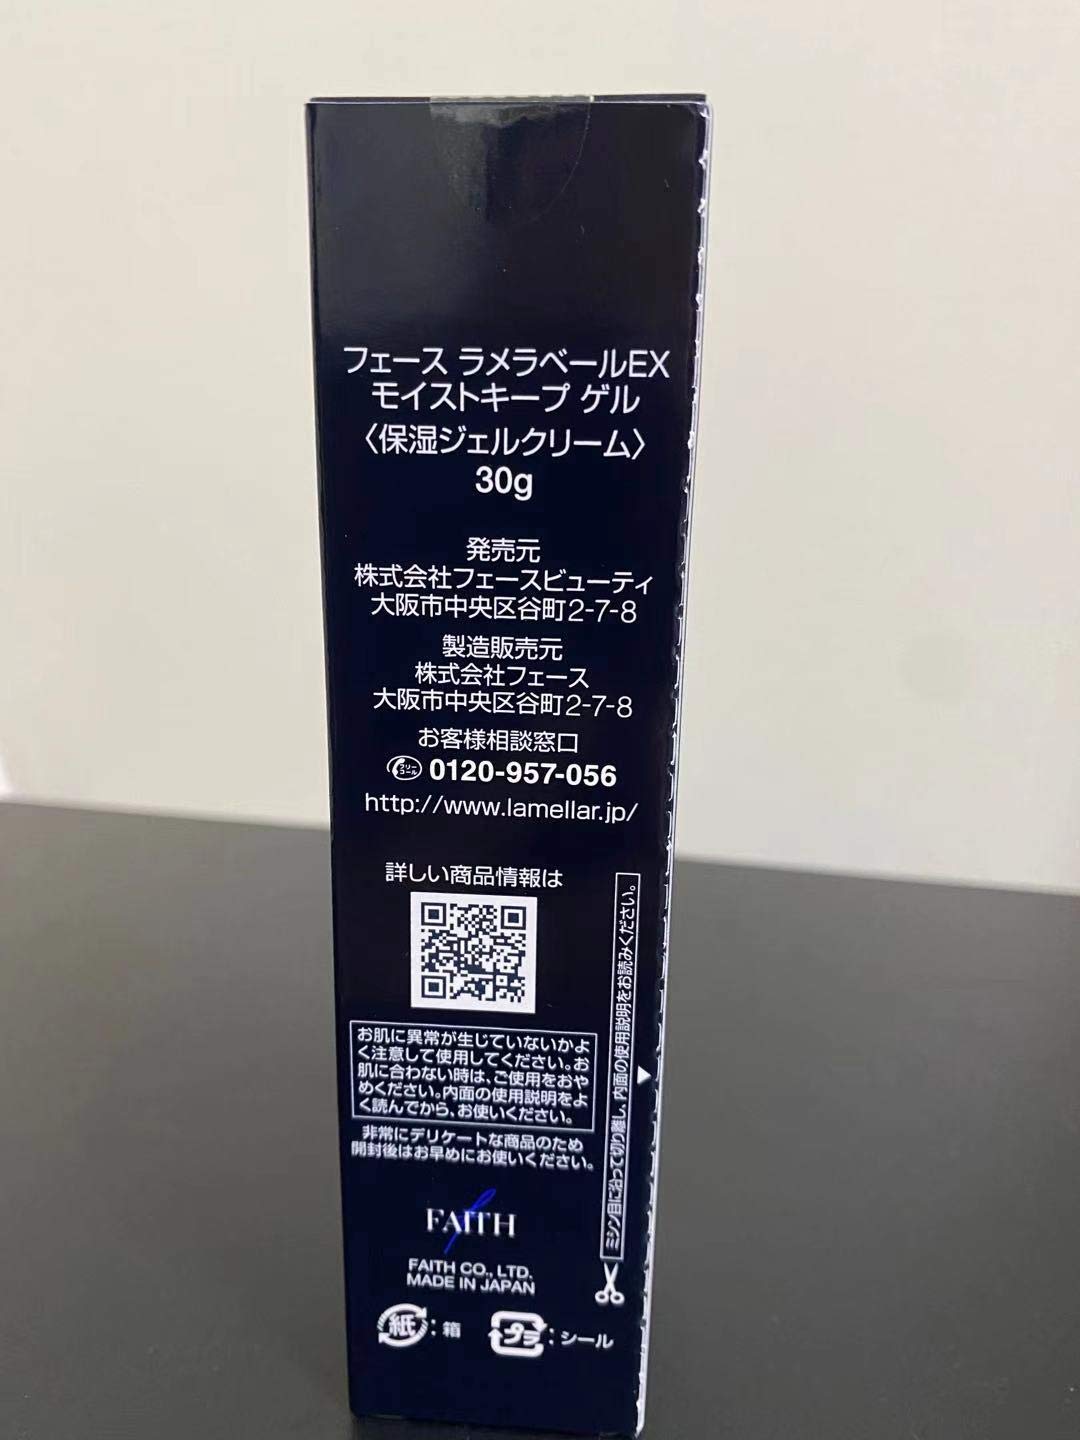 フェース ラメラベールEX
モイストキープ ゲル
〈保湿ジェルクリーム〉
30g
発売元
株式会社フェースビューティ
大阪市中央区谷町2-7-8
製造販売元
株式会社フェース
大阪市中央区谷町2-7-8
お客様相談窓口
フリーコール 0120-957-056
http://www.lamellar.jp/
詳しい商品情報は
お肌に異常が生じていないかよ
く注意して使用してください。お
肌に合わない時は、ご使用をおや
めください。内面の使用説明をよ
く読んでから、お使いください。
非常にデリケートな商品のため
開封後はお早めにお使いください。
ミシン目に沿って切り離し、内面の使用説明をお読みください。
FAITH
FAITH CO., LTD.
MADE IN JAPAN
紙：箱 プラ：シール